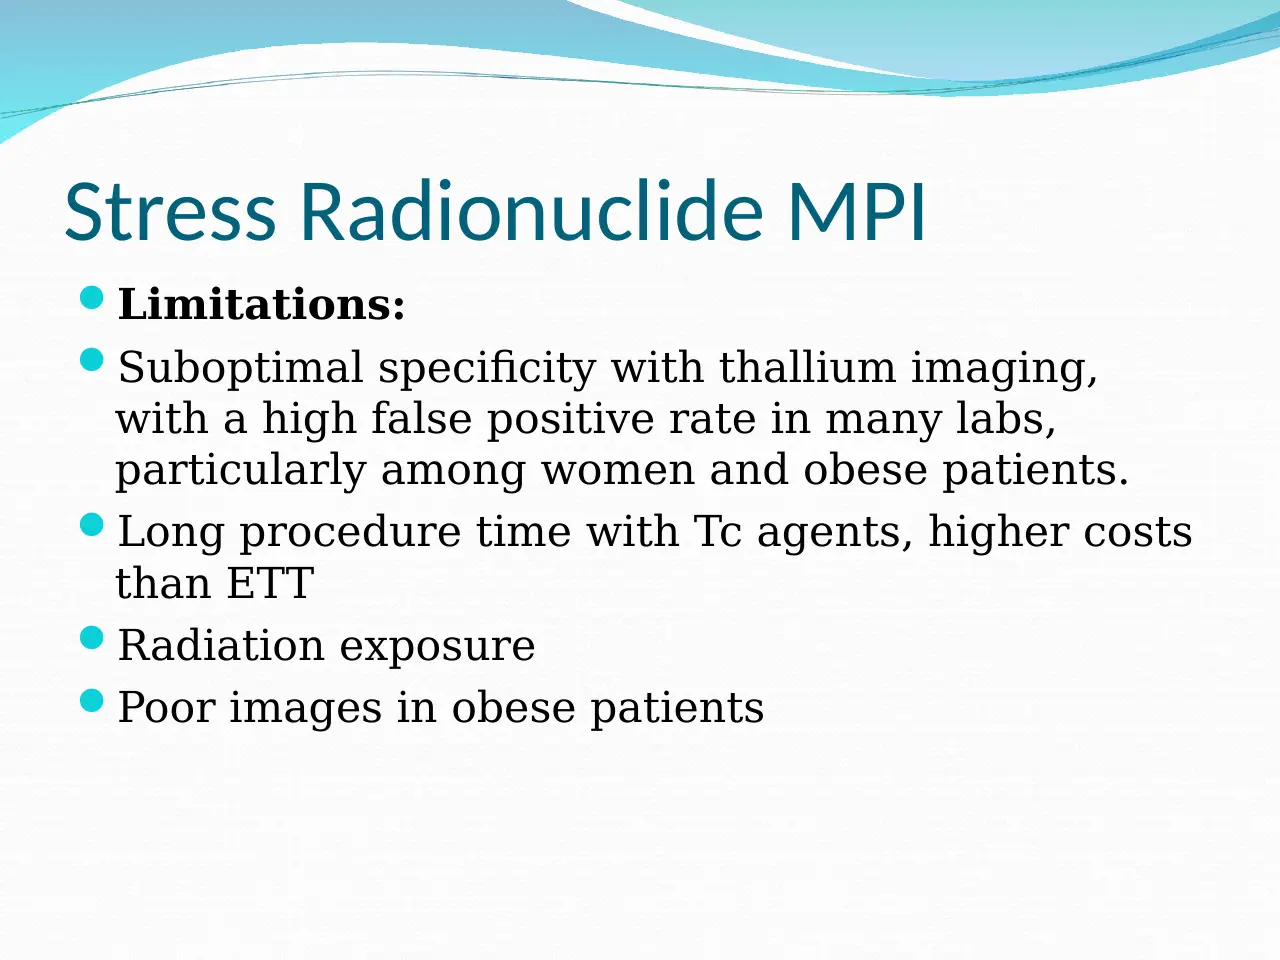 Stress Radionuclide MPI
Limitations:
Suboptimal specificity with thallium imaging,
with a high false positive rate in many labs,
particularly among women and obese patients.
Long procedure time with Tc agents, higher costs
than ETT
Radiation exposure
Poor images in obese patients